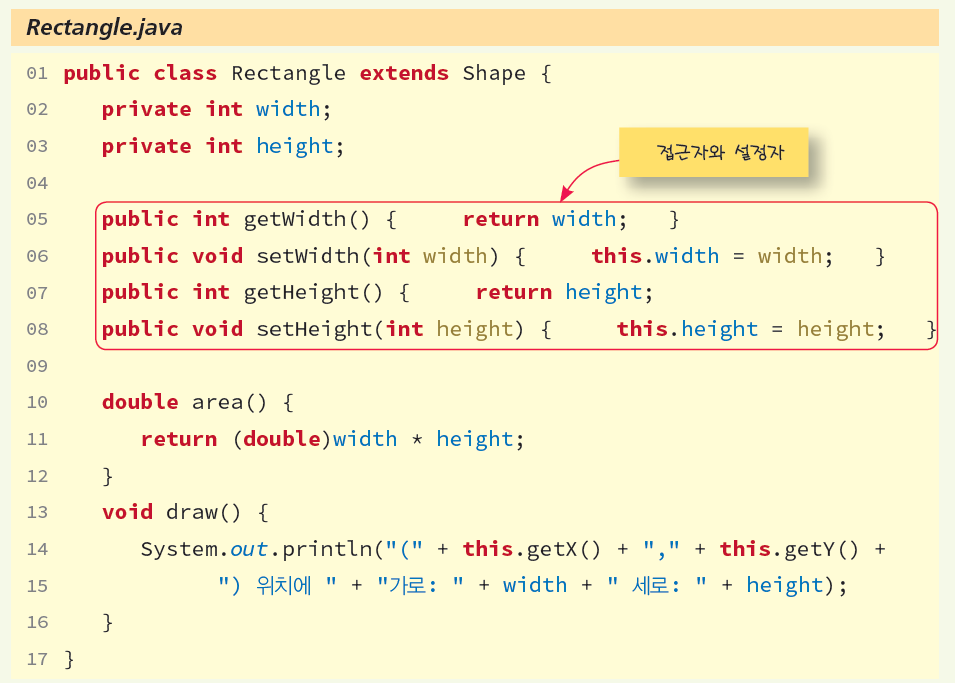 Rectangle.java
01 public class Rectangle extends Shape {
02    private int width;
03    private int height;
접근자와 설정자
04
05    public int getWidth() {     return width;   }
06    public void setWidth(int width) {     this.width = width;   }
07    public int getHeight() {     return height;
08    public void setHeight(int height) {     this.height = height;   }
09
10    double area() {
11       return (double)width * height;
12    }
13    void draw() {
14       System.out.println("(" + this.getX() + "," + this.getY() +
15             ") 위치에 " + "가로: " + width + " 세로: " + height);
16    }
17 }